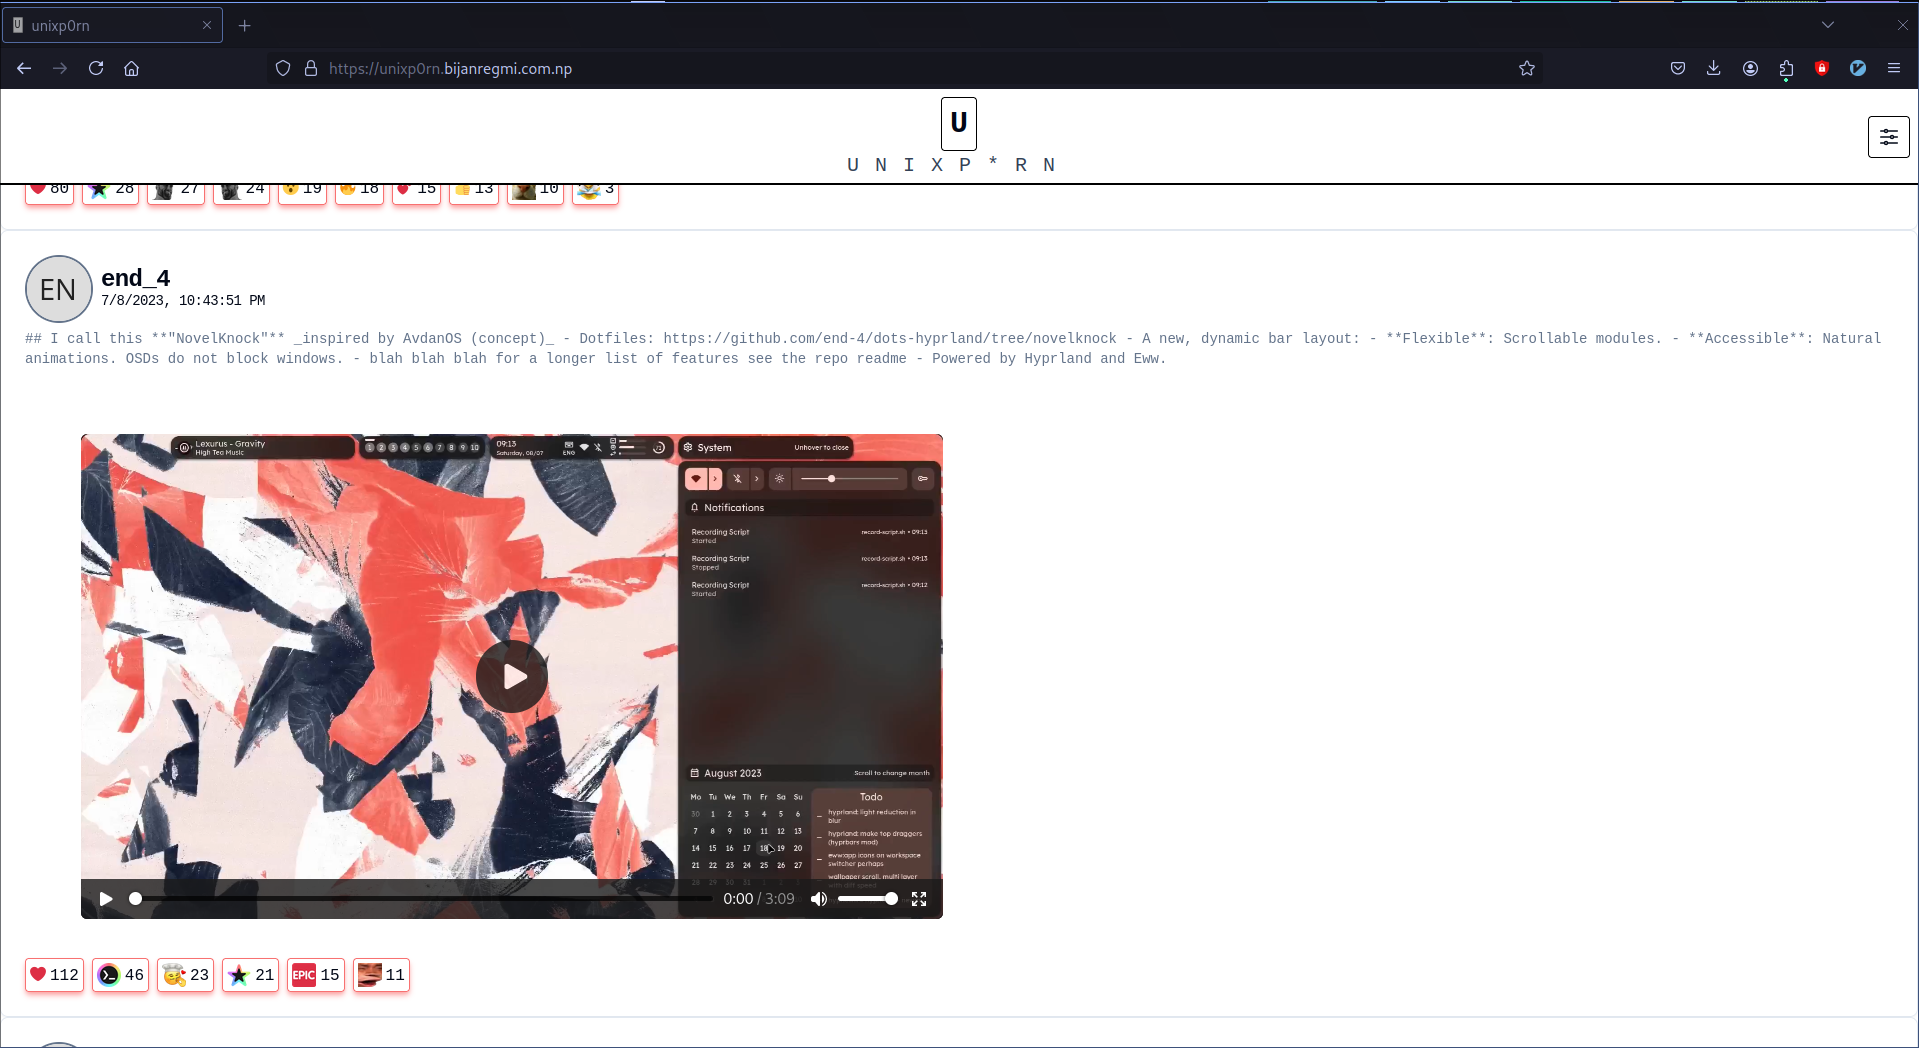 unixp0rn
https://unixp0rn.bijanregmi.com.np
U
UNIXP*RN
80 28 27 24 19 18 15 13 10 3
EN
end_4
7/8/2023, 10:43:51 PM
## I call this **"NovelKnock"** _inspired by AvdanOS (concept)_ - Dotfiles: https://github.com/end-4/dots-hyprland/tree/novelknock - A new, dynamic bar layout: - **Flexible**: Scrollable modules. - **Accessible**: Natural
animations. OSDs do not block windows. - blah blah blah for a longer list of features see the repo readme - Powered by Hyprland and Eww.
Lexurus - Gravity
High Tea Music
1 2 3 4 5 6 7 8 9 10
09:13
Saturday, 08/07
ENG
System
Unhover to close
Notifications
Recording Script
record-script.sh • 09:13
Started
Recording Script
record-script.sh • 09:13
Stopped
Recording Script
record-script.sh • 09:12
Started
August 2023
Scroll to change month
Mo Tu We Th Fr Sa Su
30 1 2 3 4 5 6
7 8 9 10 11 12 13
14 15 16 17 18 19 20
21 22 23 24 25 26 27
28 29 30 31
Todo
hyprland: light reduction in
blur
hyprland: make top draggers
(hyprbars mod)
eww:app icons on workspace
switcher perhaps
wallpaper scroll, multi layer
with diff speed
0:00 / 3:09
112 46 23 21 EPIC 15 11